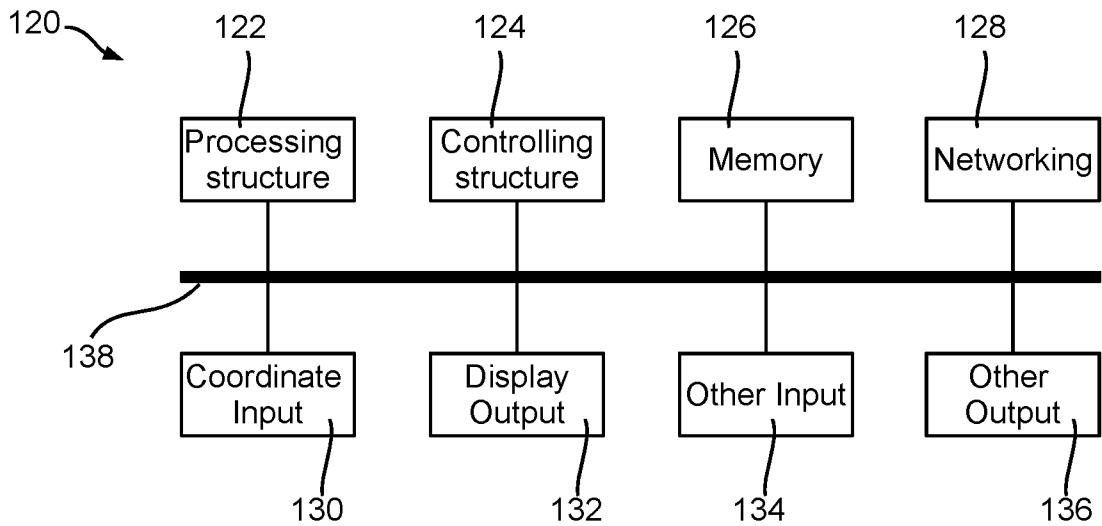 120
122
124
126
128
Processing
structure
Controlling
structure
Memory
Networking
138
Coordinate
Input
Display
Output
Other Input
Other
Output
130
132
134
136